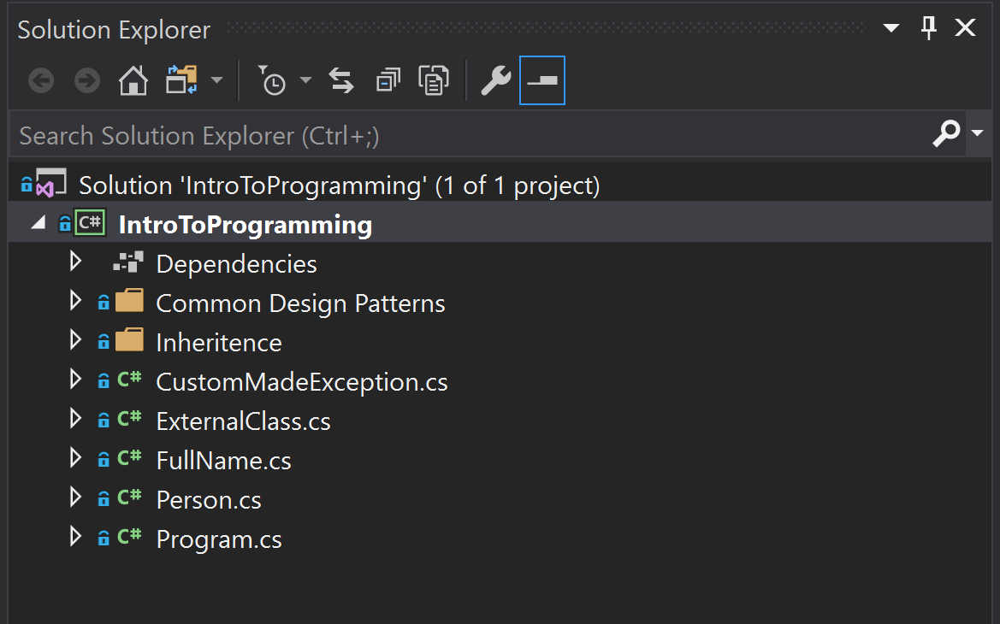 Solution Explorer
Search Solution Explorer (Ctrl+;)
Solution 'IntroToProgramming' (1 of 1 project)
C# IntroToProgramming
Dependencies
Common Design Patterns
Inheritence
C# CustomMadeException.cs
C# ExternalClass.cs
C# FullName.cs
C# Person.cs
C# Program.cs